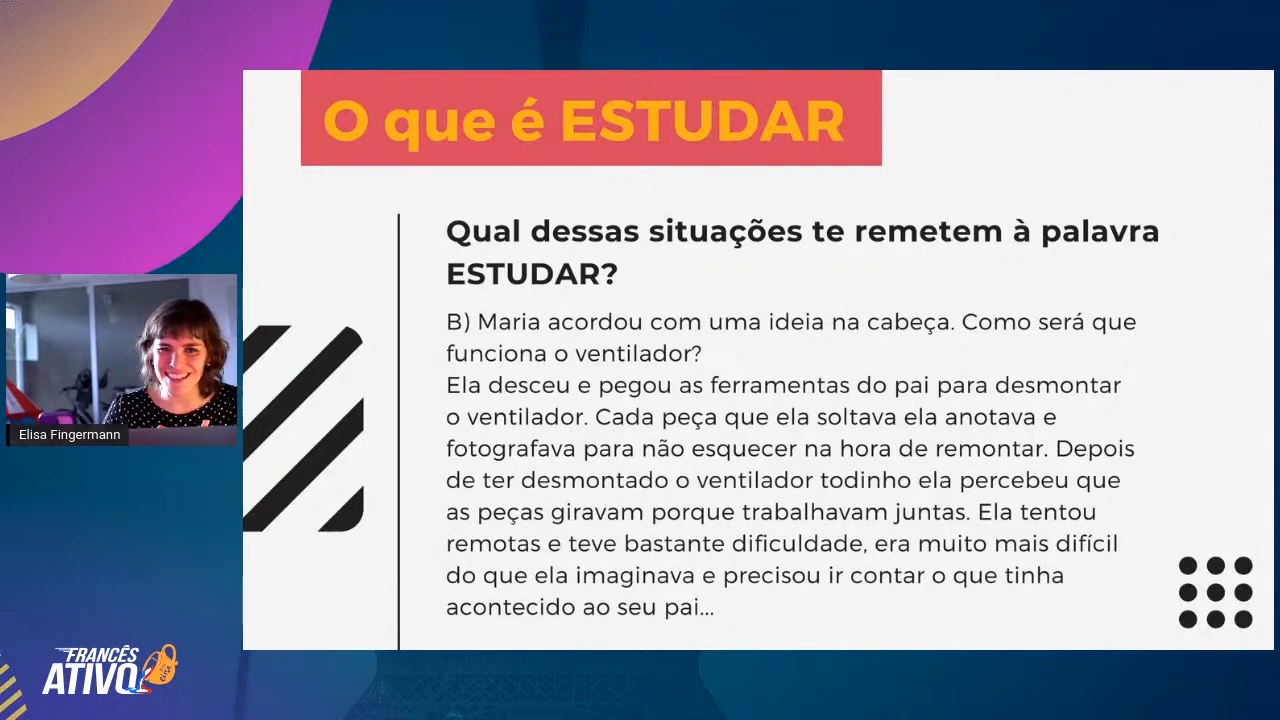 O que é ESTUDAR
Qual dessas situações te remetem à palavra
ESTUDAR?
B) Maria acordou com uma ideia na cabeça. Como será que
funciona o ventilador?
Ela desceu e pegou as ferramentas do pai para desmontar
o ventilador. Cada peça que ela soltava ela anotava e
fotografava para não esquecer na hora de remontar. Depois
de ter desmontado o ventilador todinho ela percebeu que
as peças giravam porque trabalhavam juntas. Ela tentou
remotas e teve bastante dificuldade, era muito mais difícil
do que ela imaginava e precisou ir contar o que tinha
acontecido ao seu pai...
Elisa Fingermann
FRANCÊS
ATIVO